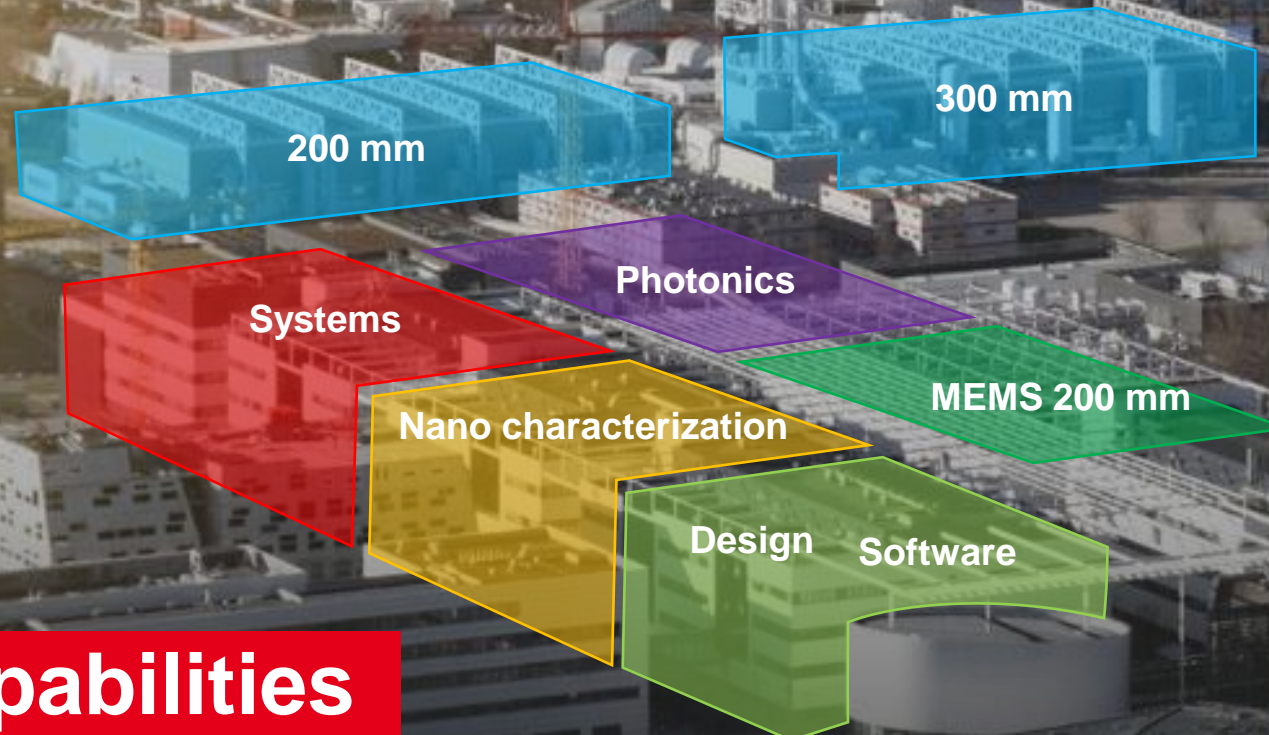 300 mm
200 mm
Photonics
Systems
MEMS 200 mm
Nano characterization
Design Software
pabilities